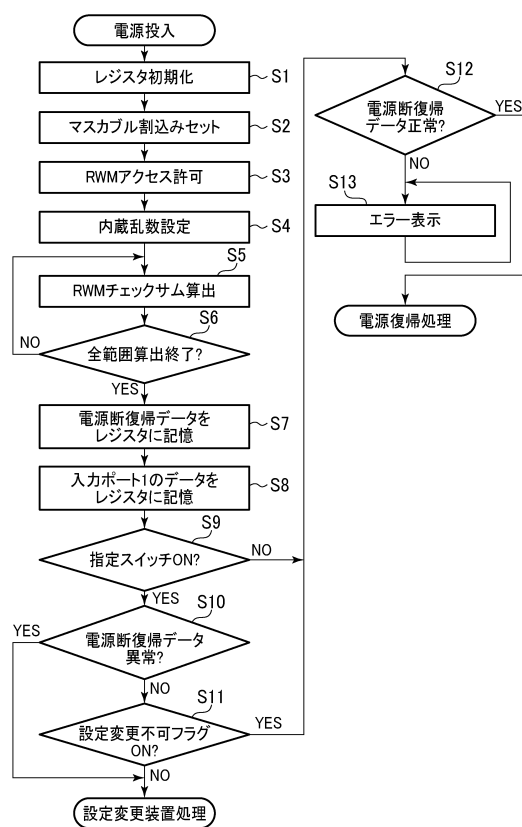 電源投入
レジスタ初期化
S1
マスカブル割込みセット
S2
RWMアクセス許可
S3
内蔵乱数設定
S4
S5
RWMチェックサム算出
S6
NO
全範囲算出終了?
YES
電源断復帰データを
レジスタに記憶
S7
入力ポート1のデータを
レジスタに記憶
S8
S9
指定スイッチON?
NO
YES
S10
YES
電源断復帰データ
異常?
NO
S11
設定変更不可フラグ
ON?
YES
NO
設定変更装置処理
S12
電源断復帰
データ正常?
YES
NO
S13
エラー表示
電源復帰処理